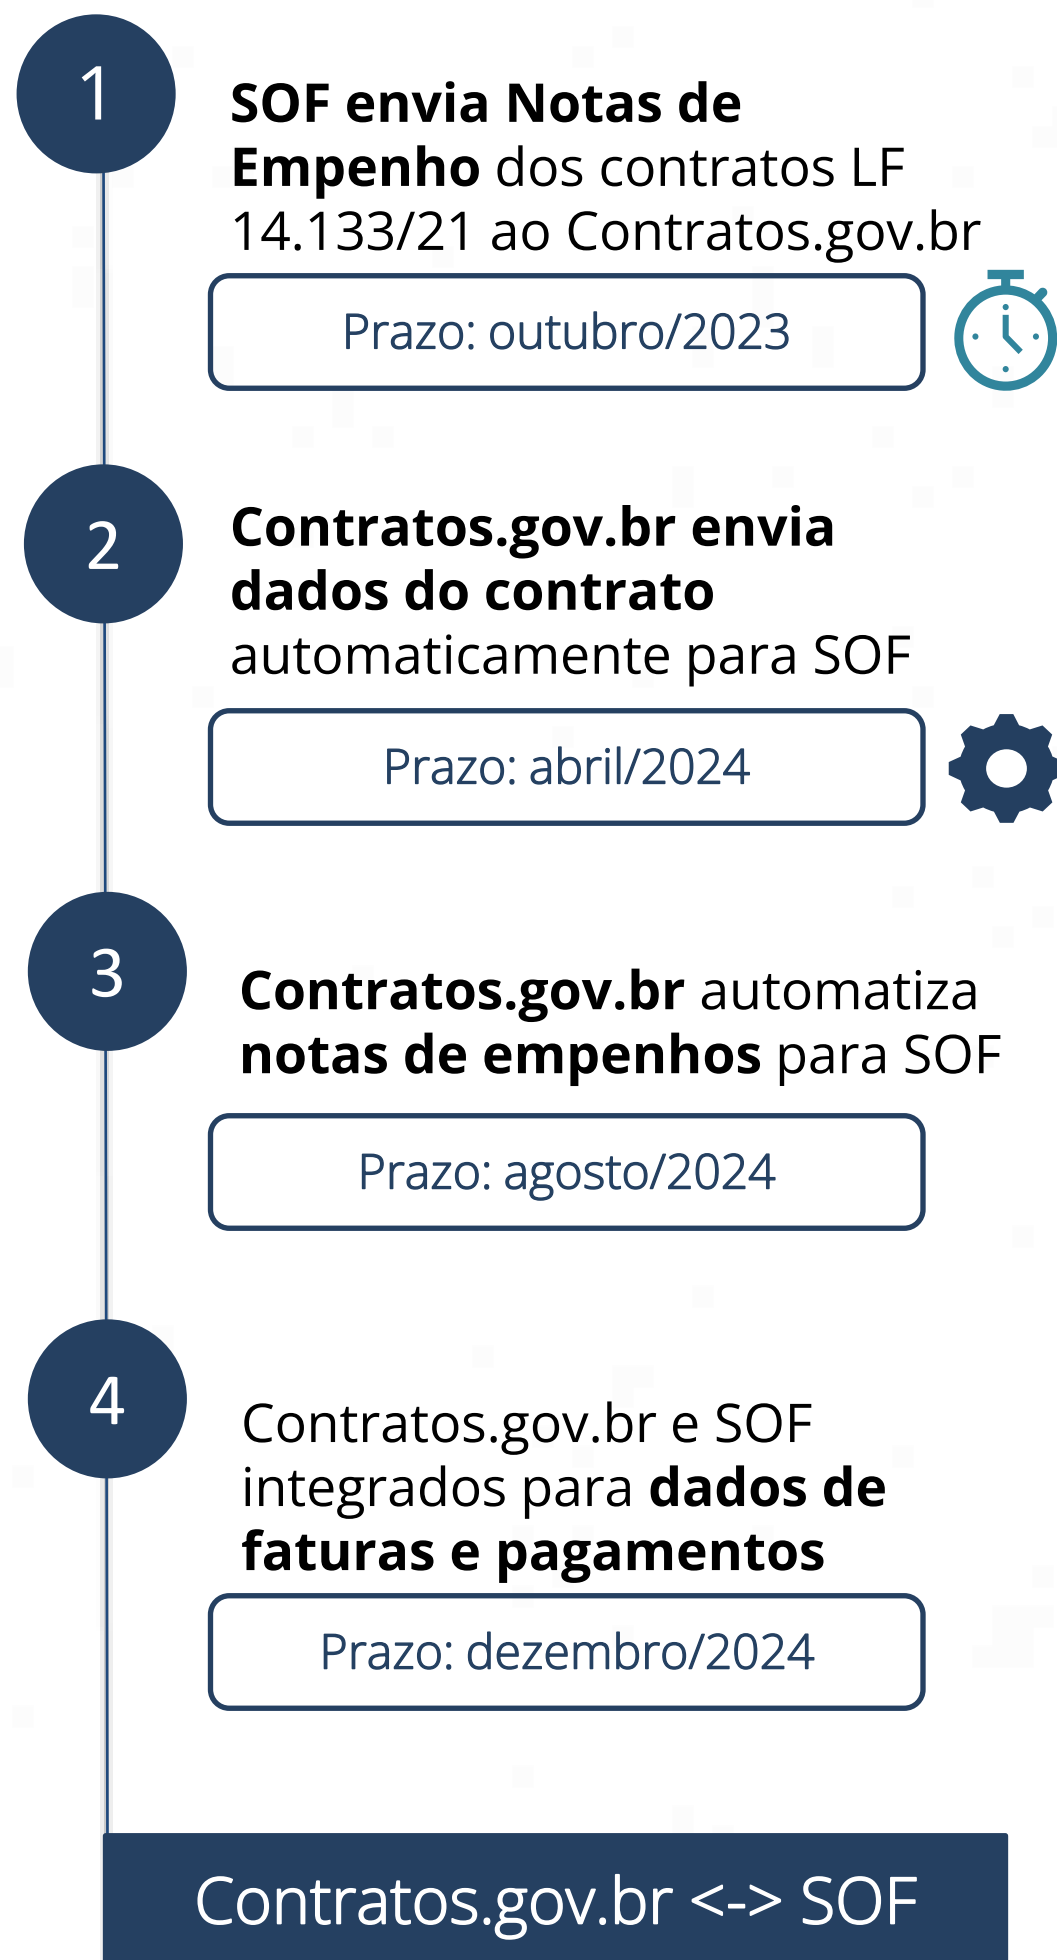 1
SOF envia Notas de
Empenho dos contratos LF
14.133/21 ao Contratos.gov.br
Prazo: outubro/2023
2
Contratos.gov.br envia
dados do contrato
automaticamente para SOF
Prazo: abril/2024
3
Contratos.gov.br automatiza
notas de empenhos para SOF
Prazo: agosto/2024
4
Contratos.gov.br e SOF
integrados para dados de
faturas e pagamentos
Prazo: dezembro/2024
Contratos.gov.br <-> SOF